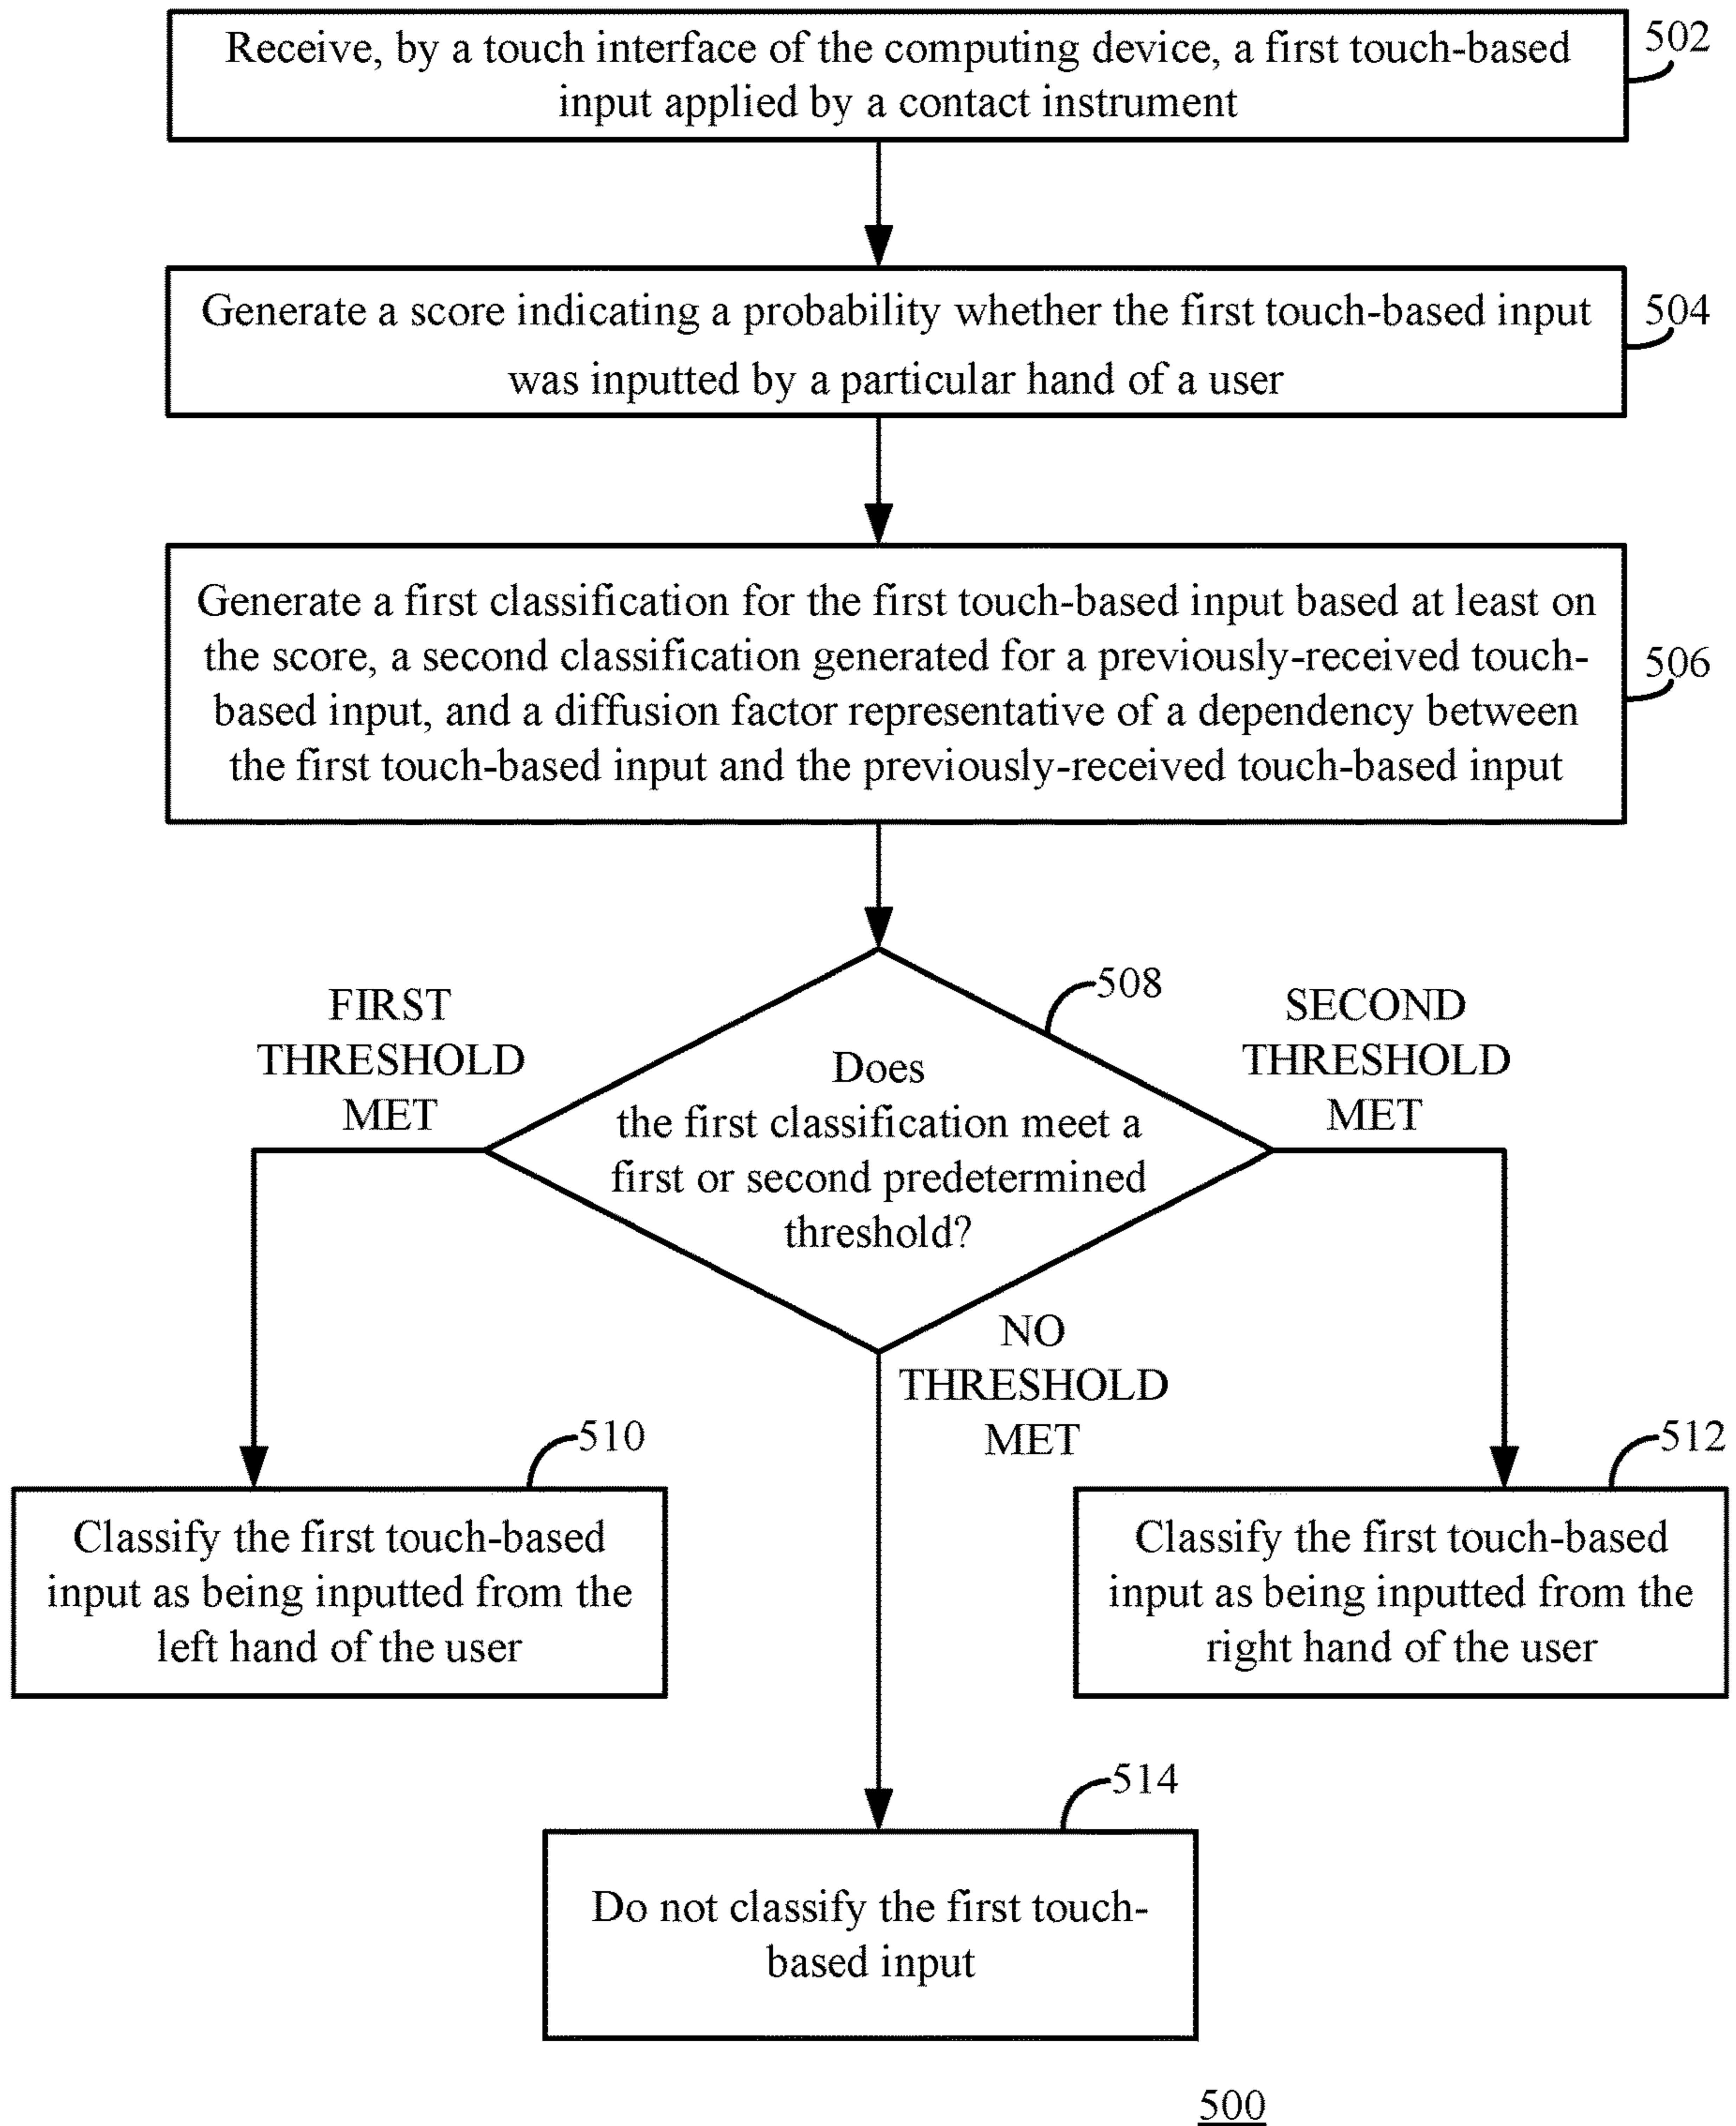 Receive, by a touch interface of the computing device, a first touch-based
input applied by a contact instrument
502
Generate a score indicating a probability whether the first touch-based input
was inputted by a particular hand of a user
504
Generate a first classification for the first touch-based input based at least on
the score, a second classification generated for a previously-received touch-
based input, and a diffusion factor representative of a dependency between
the first touch-based input and the previously-received touch-based input
506
FIRST
THRESHOLD
MET
508
SECOND
THRESHOLD
MET
Does
the first classification meet a
first or second predetermined
threshold?
NO
THRESHOLD
MET
510
Classify the first touch-based
input as being inputted from the
left hand of the user
512
Classify the first touch-based
input as being inputted from the
right hand of the user
514
Do not classify the first touch-
based input
500